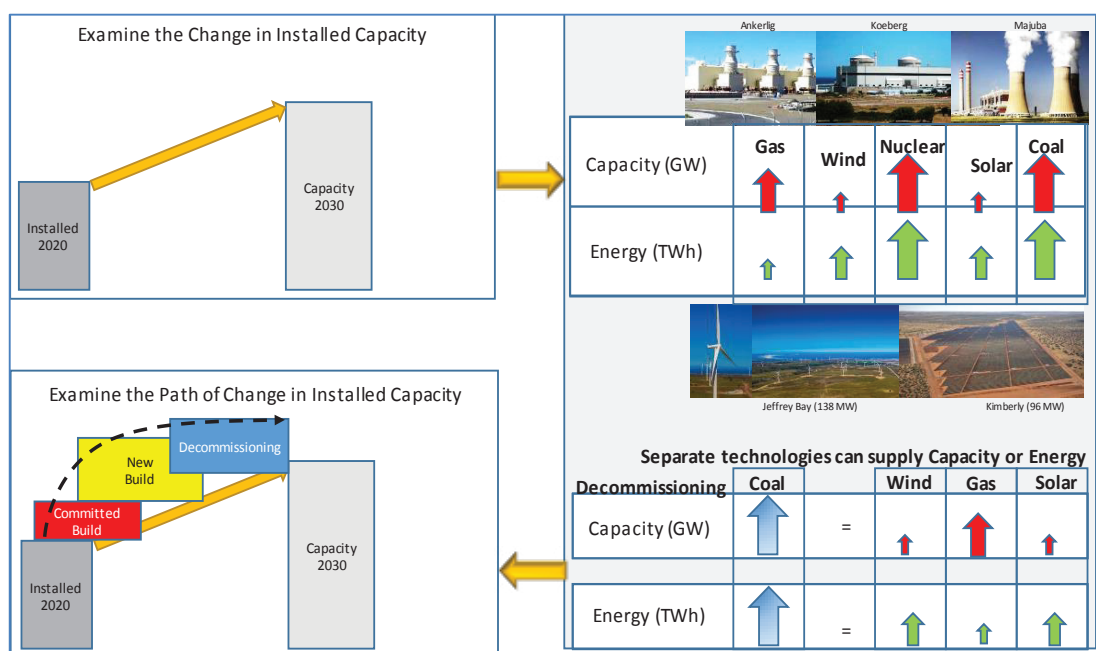 Examine the Change in Installed Capacity
Installed
2020
Capacity
2030
Ankerlig
Koeberg
Majuba
Capacity (GW)
Gas
Wind
Nuclear
Solar
Coal
Energy (TWh)
Jeffrey Bay (138 MW)
Kimberly (96 MW)
Examine the Path of Change in Installed Capacity
Decommissioning
New
Build
Committed
Build
Installed
2020
Capacity
2030
Separate technologies can supply Capacity or Energy
Decommissioning
Coal
Wind
Gas
Solar
Capacity (GW)
=
Energy (TWh)
=